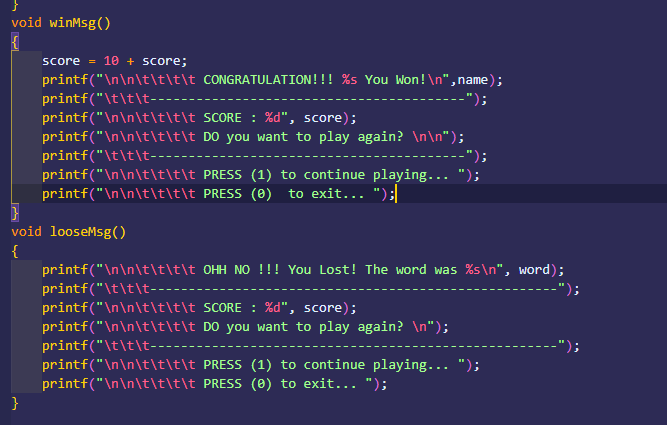 }
void winMsg()
{
    score = 10 + score;
    printf("\n\n\t\t\t\t CONGRATULATION!!! %s You Won!\n",name);
    printf("\t\t\t-----------------------------------------");
    printf("\n\n\t\t\t\t SCORE : %d", score);
    printf("\n\n\t\t\t\t DO you want to play again? \n\n");
    printf("\t\t\t-----------------------------------------");
    printf("\n\n\t\t\t\t PRESS (1) to continue playing... ");
    printf("\n\n\t\t\t\t PRESS (0)  to exit... ");
}
void looseMsg()
{
    printf("\n\n\t\t\t\t OHH NO !!! You Lost! The word was %s\n", word);
    printf("\t\t\t-----------------------------------------------------");
    printf("\n\n\t\t\t\t SCORE : %d", score);
    printf("\n\n\t\t\t\t DO you want to play again? \n");
    printf("\t\t\t-----------------------------------------------------");
    printf("\n\n\t\t\t\t PRESS (1) to continue playing... ");
    printf("\n\n\t\t\t\t PRESS (0) to exit... ");
}